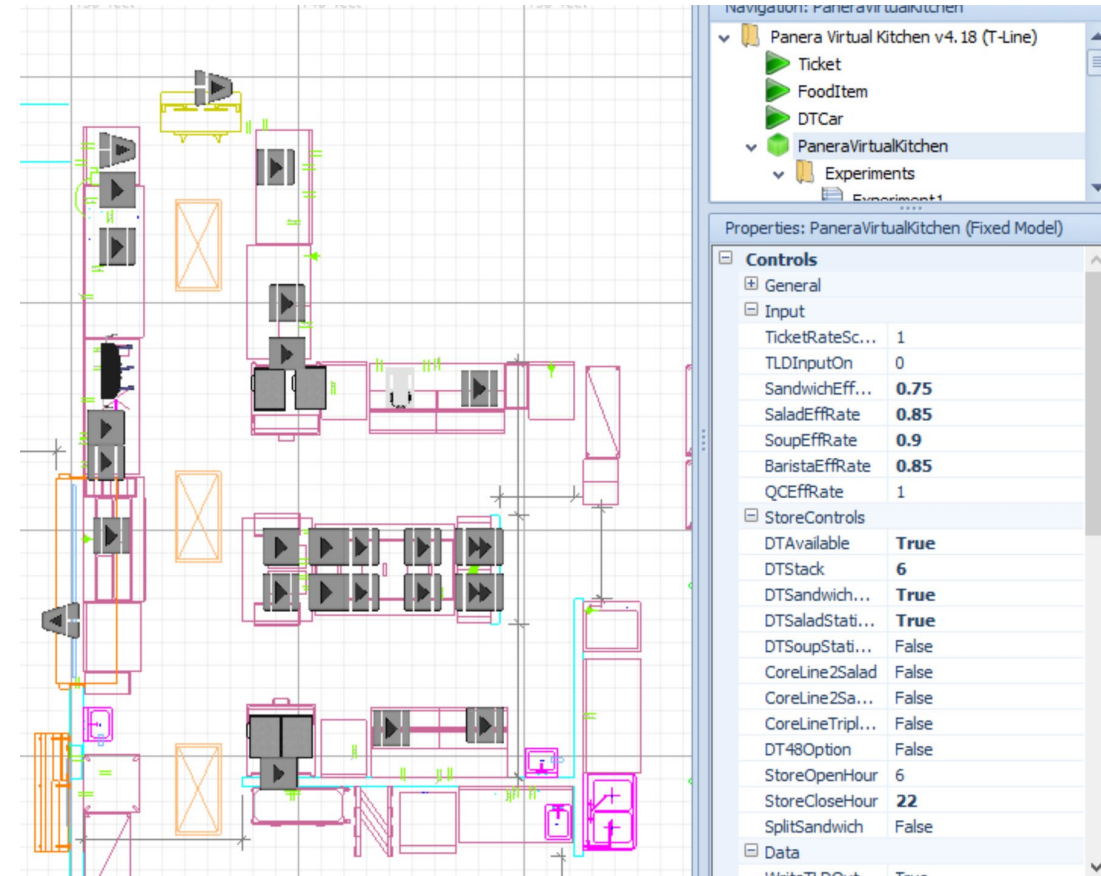 Navigation: PaneraVirtualKitchen
Panera Virtual Kitchen v4.18 (T-Line)
Ticket
FoodItem
DTCar
PaneraVirtualKitchen
Experiments
Experiment1
Properties: PaneraVirtualKitchen (Fixed Model)
Controls
General
Input
TicketRateSc... 1
TLDInputOn 0
SandwichEff... 0.75
SaladEffRate 0.85
SoupEffRate 0.9
BaristaEffRate 0.85
QCEffRate 1
StoreControls
DTAvailable True
DTStack 6
DTSandwich... True
DTSaladStati... True
DTSoupStati... False
CoreLine2Salad False
CoreLine2Sa... False
CoreLineTripl... False
DT48Option False
StoreOpenHour 6
StoreCloseHour 22
SplitSandwich False
Data